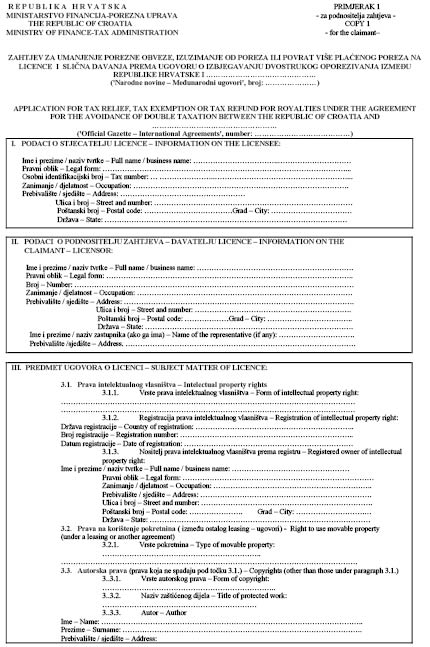 R E P U B L I K A   H R V A T S K A
MINISTARSTVO FINANCIJA-POREZNA UPRAVA
THE REPUBLIC OF CROATIA
MINISTRY OF FINANCE-TAX ADMINISTRATION
PRIMJERAK 1
- za podnositelja zahtjeva -
COPY 1
- for the claimant–
ZAHTJEV ZA UMANJENJE POREZNE OBVEZE, IZUZIMANJE OD POREZA ILI POVRAT VIŠE PLAĆENOG POREZA NA
LICENCE I SLIČNA DAVANJA PREMA UGOVORU O IZBJEGAVANJU DVOSTRUKOG OPOREZIVANJA IZMEĐU
REPUBLIKE HRVATSKE I ……………………………………
('Narodne novine – Međunarodni ugovori', broj: …………………)
APPLICATION FOR TAX RELIEF, TAX EXEMPTION OR TAX REFUND FOR ROYALTIES UNDER THE AGREEMENT
FOR THE AVOIDANCE OF DOUBLE TAXATION BETWEEN THE REPUBLIC OF CROATIA AND
…………………………………………
('Official Gazette – International Agreements', number: ……………………………….)
I. PODACI O STJECATELJU LICENCE – INFORMATION ON THE LICENSEE:
Ime i prezime / naziv tvrtke – Full name / business name: ……………………………………………………
Pravni oblik – Legal form: ……………………………………………………………………………………
Osobni identifikacijski broj – Tax number: ……………………………………………………………………
Zanimanje / djelatnost – Occupation: …………………………………………………………………………
Prebivalište / sjedište – Address: ……………………………………
Ulica i broj – Street and number: ……………………………………………………………
Poštanski broj – Postal code: …………………………Grad – City: …………………………
Država – State: ……………………………………………………………………………
II. PODACI O PODNOSITELJU ZAHTJEVA – DAVATELJU LICENCE – INFORMATION ON THE
CLAIMANT – LICENSOR:
Ime i prezime / naziv tvrtke – Full name / business name: ……………………………………………………
Pravni oblik – Legal form: ……………………………………………………………………………………
Broj – Number: ………………………………………………………………………………………………
Zanimanje / djelatnost – Occupation: …………………………………………………………………………
Prebivalište / sjedište – Address: ……………………………………………………………………………
Ulica i broj – Street and number: ……………………………………………………
Poštanski broj – Postal code: ……………………Grad – City: ……………………
Država – State: ……………………………………………………………………
Ime i prezime / naziv zastupnika (ako ga ima) – Name of the representative (if any): ……………………
Prebivalište /sjedište – Address: ……………………………………………………………………………
III. PREDMET UGOVORA O LICENCI – SUBJECT MATTER OF LICENCE:
3.1. Prava intelektualnog vlasništva – Intelectual property rights
3.1.1. Vrste prava intelektualnog vlasništva – Form of intellectual property right:
……………………………………………………………………………………
……………………………………………………………………………………
3.1.2. Registracija prava intelektualnog vlasništva – Registration of intellectual property right:
Država registracije – Country of registration: ……………………………………………………
Broj registracije – Registration number: …………………………………………………………
Datum registracije – Date of registration: …………………………
3.1.3. Nositelj prava intelektualnog vlasništva prema registru – Registered owner of intellectual
property right:
Ime i prezime / naziv tvrtke – Full name / business name: …………………………………………
Pravni oblik – Legal form: ………………………………………………………
Zanimanje / djelatnost – Occupation: ……………………………………………
Prebivalište / sjedište – Address: …………………………………………………
Ulica i broj – Street and number: …………………………………………………
Poštanski broj – Postal code: ………………… Grad – City: …………………
Država – State: ……………………………………………………………………
3.2. Prava na korištenje pokretnina ( između ostalog leasing – ugovori) - Right to use movable property
(under a leasing or another agreement)
3.2.1. Vrste pokretnina – Type of movable property:
……………………………………………………
……………………………………………………
3.3. Autorska prava (prava koja ne spadaju pod točku 3.1.) – Copyrights (other than those under paragraph 3.1.)
3..3.1. Vrste autorskog prava – Form of copyright:
……………………………………………………
3..3.2. Naziv zaštićenog djela – Title of protected work:
……………………………………………………
3..3.3. Autor – Author
Ime – Name: ……………………………………………………………………………………
Prezime – Surname: ……………………………………………………………………………
Prebivalište / sjedište – Address: